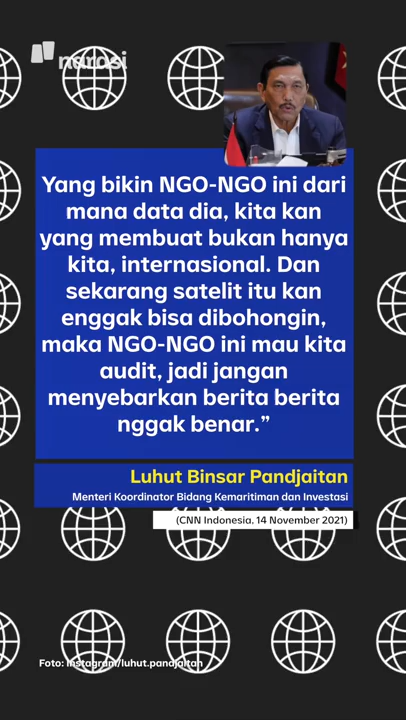 narasi
Yang bikin NGO-NGO ini dari
mana data dia, kita kan
yang membuat bukan hanya
kita, internasional. Dan
sekarang satelit itu kan
enggak bisa dibohongin,
maka NGO-NGO ini mau kita
audit, jadi jangan
menyebarkan berita berita
nggak benar.”
Luhut Binsar Pandjaitan
Menteri Koordinator Bidang Kemaritiman dan Investasi
(CNN Indonesia, 14 November 2021)
Foto: Instagram/luhut.pandjaitan